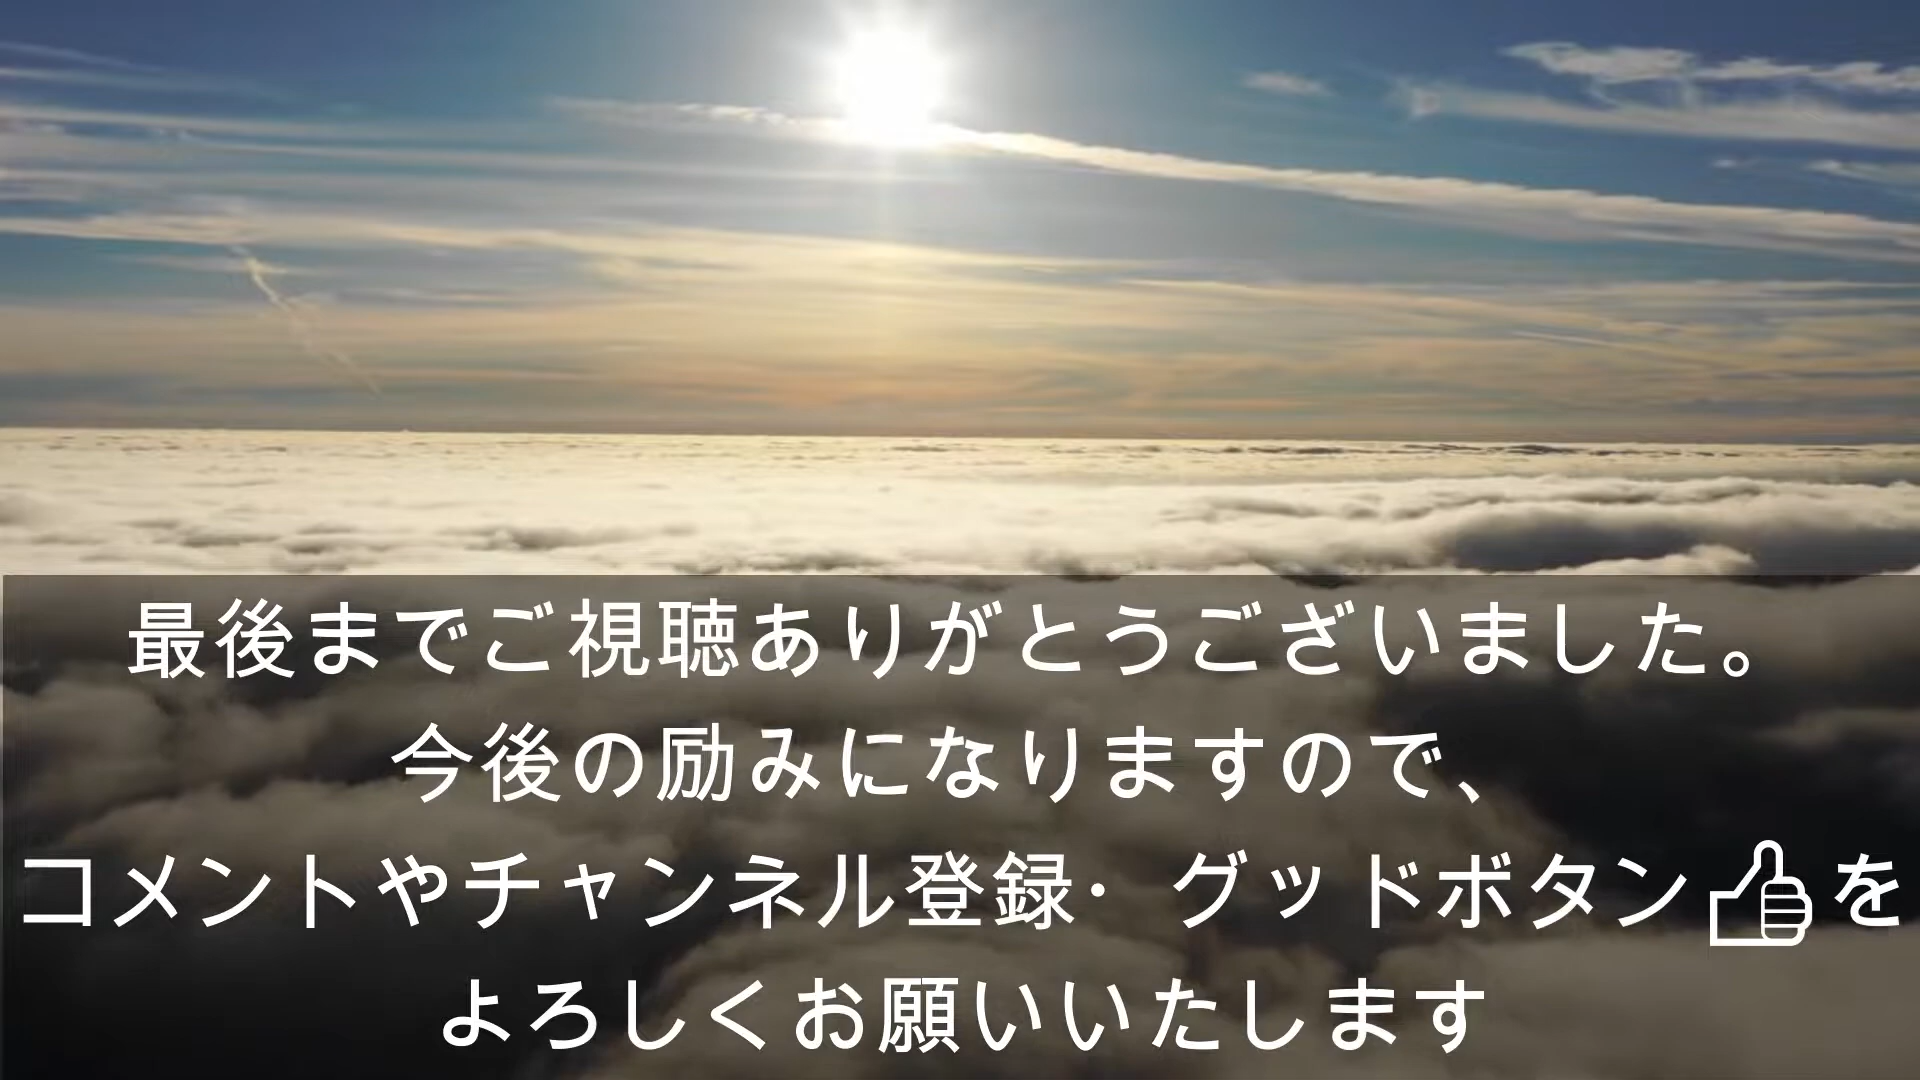 最後までご視聴ありがとうございました。
今後の励みになりますので、
コメントやチャンネル登録・グッドボタン👍を
よろしくお願いいたします